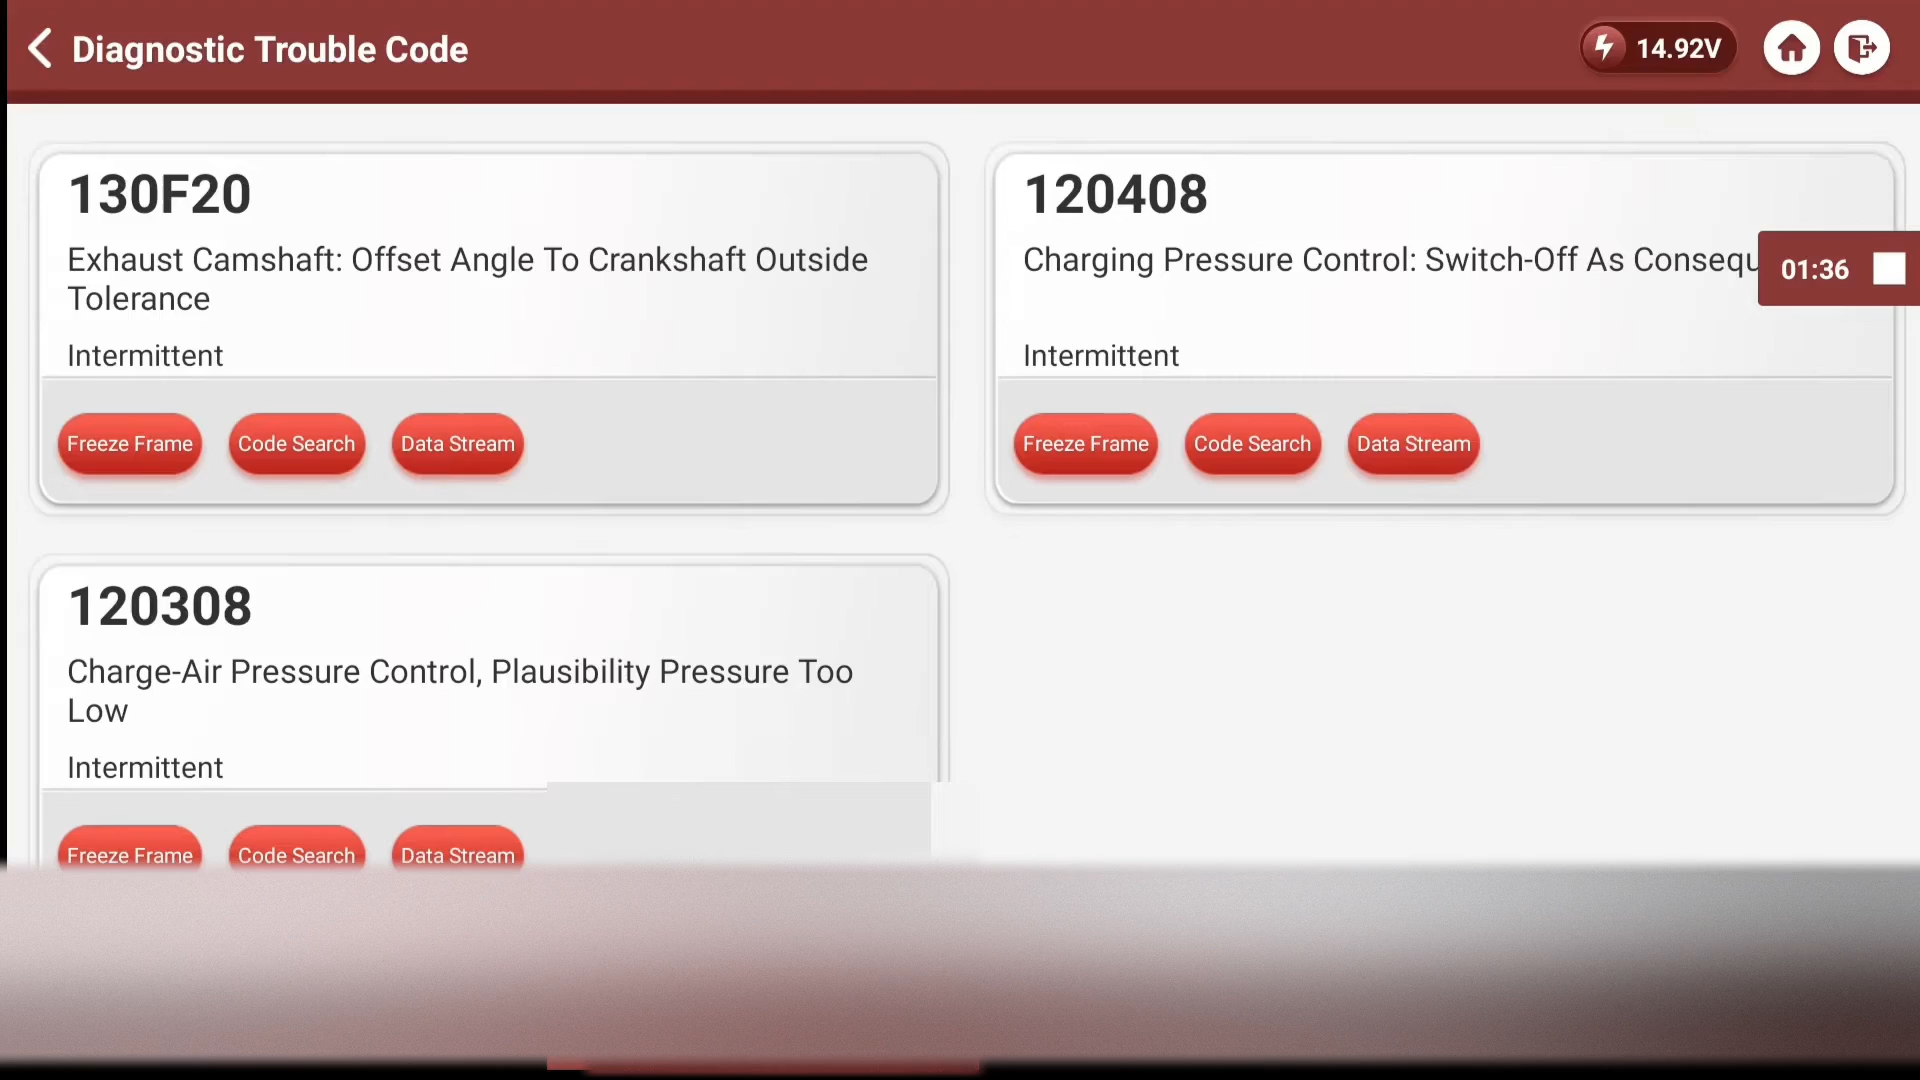 Diagnostic Trouble Code
14.92V
130F20
Exhaust Camshaft: Offset Angle To Crankshaft Outside
Tolerance
Intermittent
Freeze Frame
Code Search
Data Stream
120408
Charging Pressure Control: Switch-Off As Consequ
01:36
Intermittent
Freeze Frame
Code Search
Data Stream
120308
Charge-Air Pressure Control, Plausibility Pressure Too
Low
Intermittent
Freeze Frame
Code Search
Data Stream